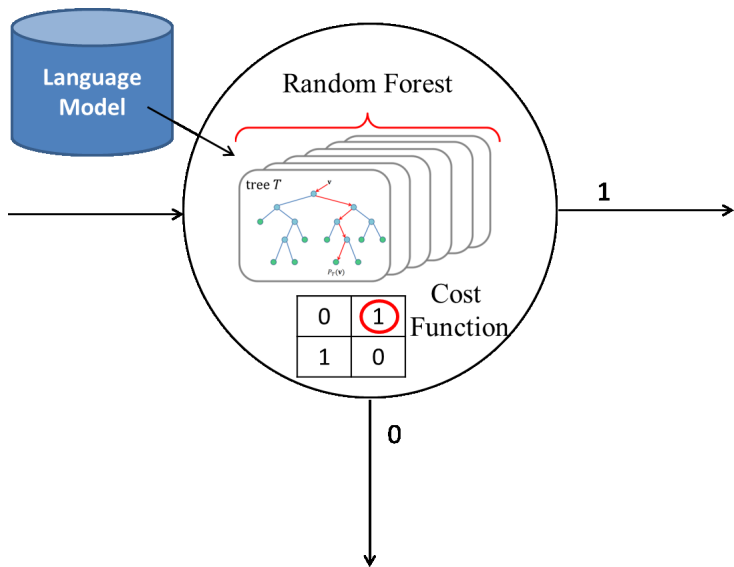 Language
Model
Random Forest
tree T
v
P_T(v)
1
Cost
Function
0 1
1 0
0